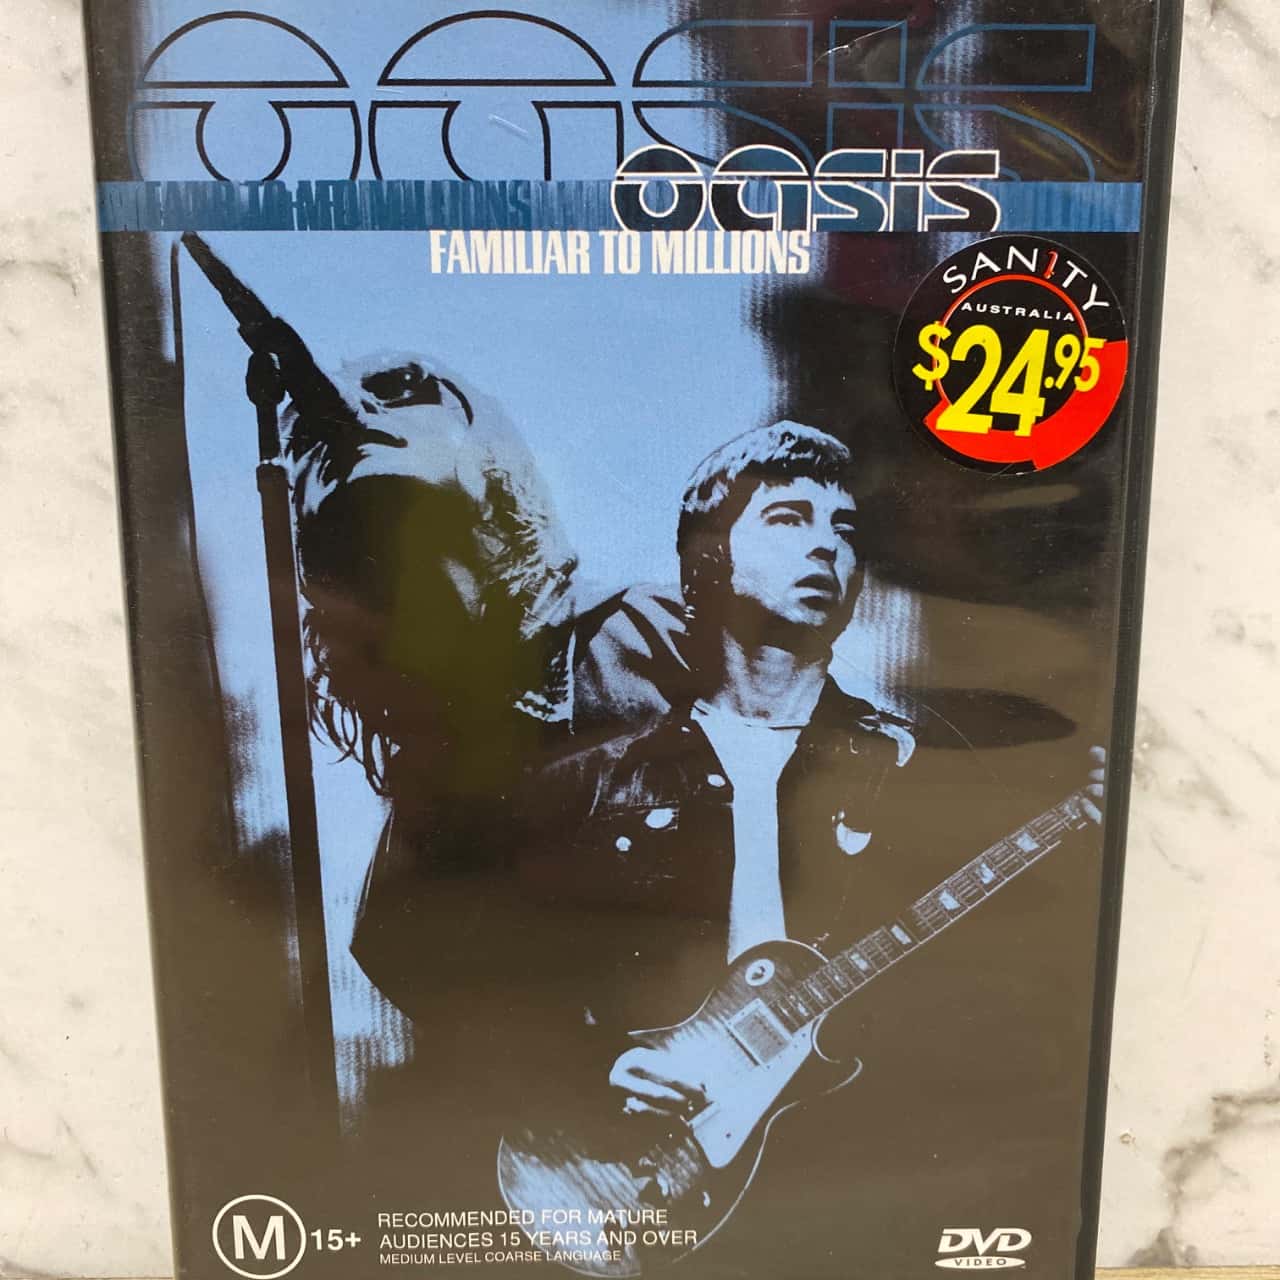 oasis
oasis
FAMILIAR TO MILLIONS
SANITY
AUSTRALIA
$24.95
M 15+
RECOMMENDED FOR MATURE
AUDIENCES 15 YEARS AND OVER
MEDIUM LEVEL COARSE LANGUAGE
DVD
VIDEO